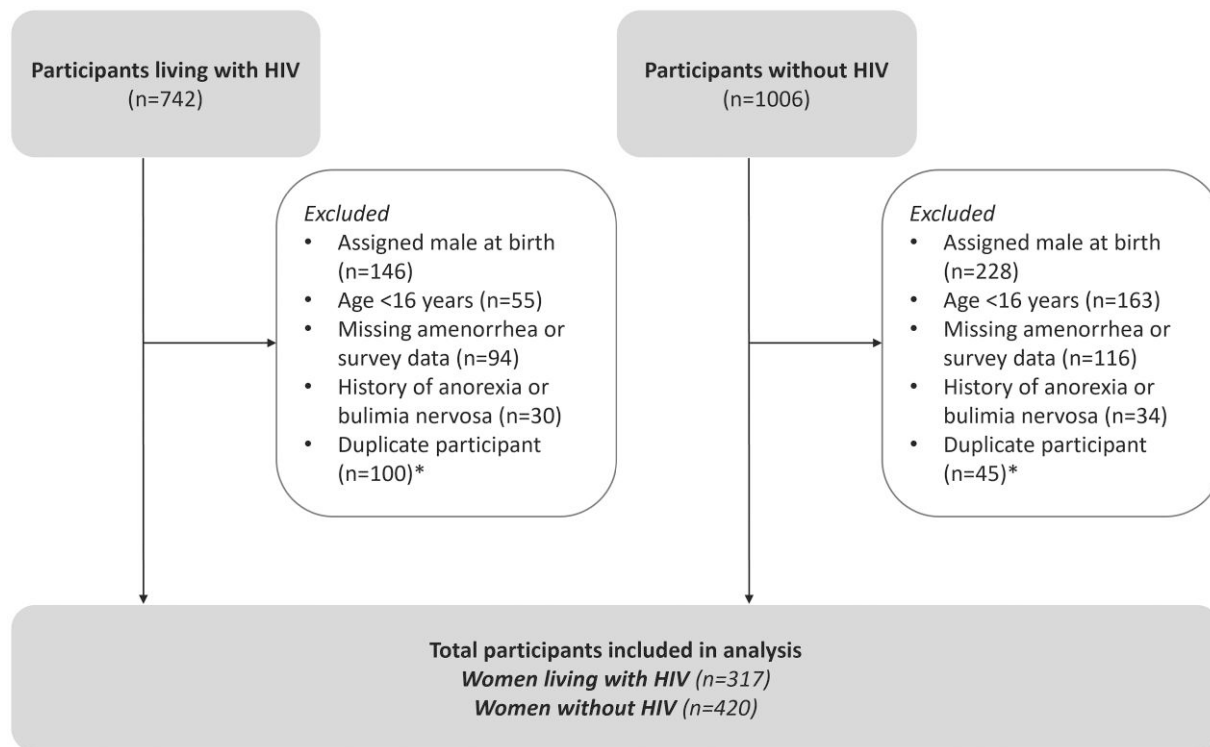 Participants living with HIV
(n=742)
Participants without HIV
(n=1006)
Excluded
• Assigned male at birth
(n=146)
• Age <16 years (n=55)
• Missing amenorrhea or
survey data (n=94)
• History of anorexia or
bulimia nervosa (n=30)
• Duplicate participant
(n=100)*
Excluded
• Assigned male at birth
(n=228)
• Age <16 years (n=163)
• Missing amenorrhea or
survey data (n=116)
• History of anorexia or
bulimia nervosa (n=34)
• Duplicate participant
(n=45)*
Total participants included in analysis
Women living with HIV (n=317)
Women without HIV (n=420)